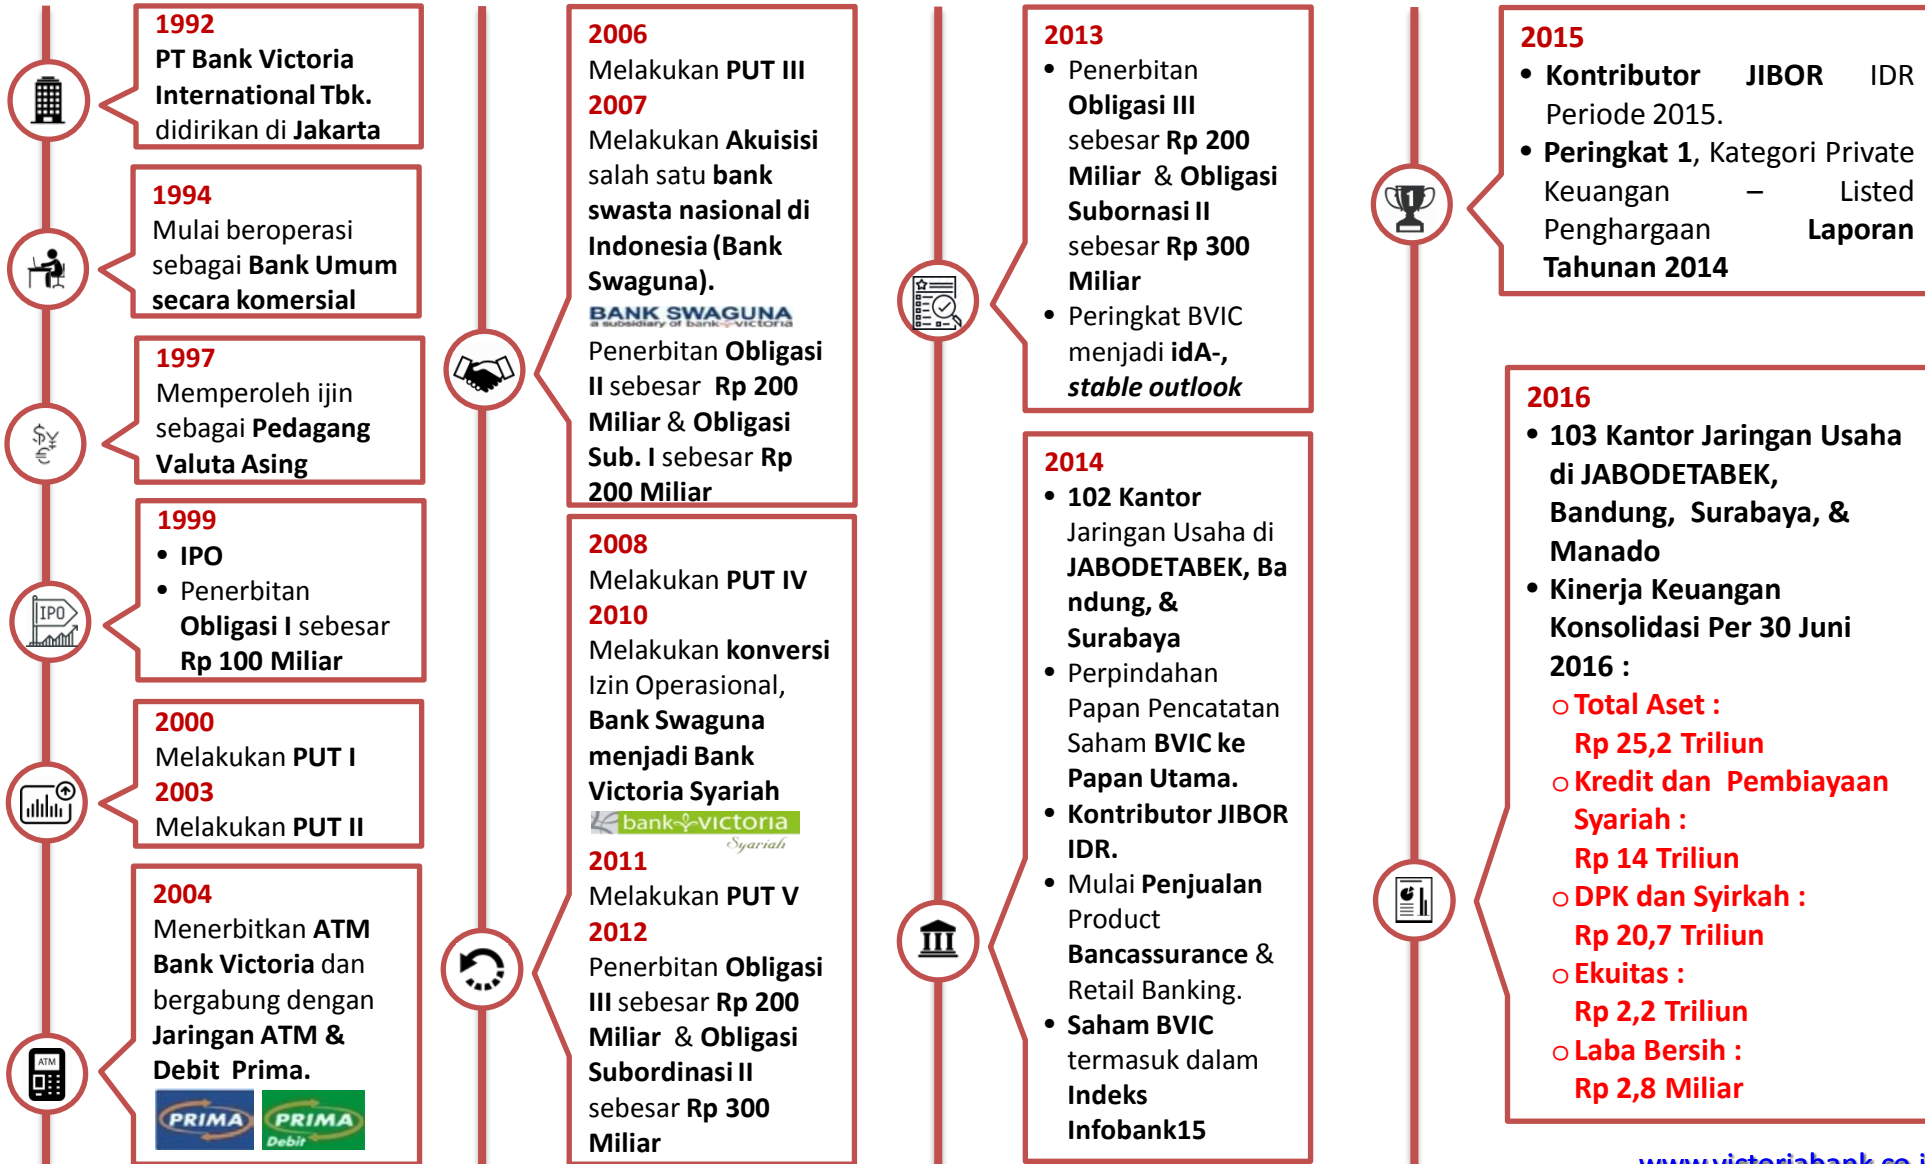 1992
PT Bank Victoria
International Tbk.
didirikan di Jakarta
1994
Mulai beroperasi
sebagai Bank Umum
secara komersial
1997
Memperoleh ijin
sebagai Pedagang
Valuta Asing
1999
• IPO
• Penerbitan
Obligasi I sebesar
Rp 100 Miliar
IPO
2000
Melakukan PUT I
2003
Melakukan PUT II
2004
Menerbitkan ATM
Bank Victoria dan
bergabung dengan
Jaringan ATM &
Debit Prima.
ATM
PRIMA
PRIMA
Debit
2006
Melakukan PUT III
2007
Melakukan Akuisisi
salah satu bank
swasta nasional di
Indonesia (Bank
Swaguna).
BANK SWAGUNA
a subsidiary of bank victoria
Penerbitan Obligasi
II sebesar Rp 200
Miliar & Obligasi
Sub. I sebesar Rp
200 Miliar
2008
Melakukan PUT IV
2010
Melakukan konversi
Izin Operasional,
Bank Swaguna
menjadi Bank
Victoria Syariah
bank victoria
Syariah
2011
Melakukan PUT V
2012
Penerbitan Obligasi
III sebesar Rp 200
Miliar & Obligasi
Subordinasi II
sebesar Rp 300
Miliar
2013
• Penerbitan
Obligasi III
sebesar Rp 200
Miliar & Obligasi
Subornasi II
sebesar Rp 300
Miliar
• Peringkat BVIC
menjadi idA-,
stable outlook
2014
• 102 Kantor
Jaringan Usaha di
JABODETABEK, Ba
ndung, &
Surabaya
• Perpindahan
Papan Pencatatan
Saham BVIC ke
Papan Utama.
• Kontributor JIBOR
IDR.
• Mulai Penjualan
Product
Bancassurance &
Retail Banking.
• Saham BVIC
termasuk dalam
Indeks
Infobank15
1
2015
• Kontributor JIBOR IDR
Periode 2015.
• Peringkat 1, Kategori Private
Keuangan – Listed
Penghargaan Laporan
Tahunan 2014
2016
• 103 Kantor Jaringan Usaha
di JABODETABEK,
Bandung, Surabaya, &
Manado
• Kinerja Keuangan
Konsolidasi Per 30 Juni
2016 :
o Total Aset :
Rp 25,2 Triliun
o Kredit dan Pembiayaan
Syariah :
Rp 14 Triliun
o DPK dan Syirkah :
Rp 20,7 Triliun
o Ekuitas :
Rp 2,2 Triliun
o Laba Bersih :
Rp 2,8 Miliar
www.victoriabank.co.i